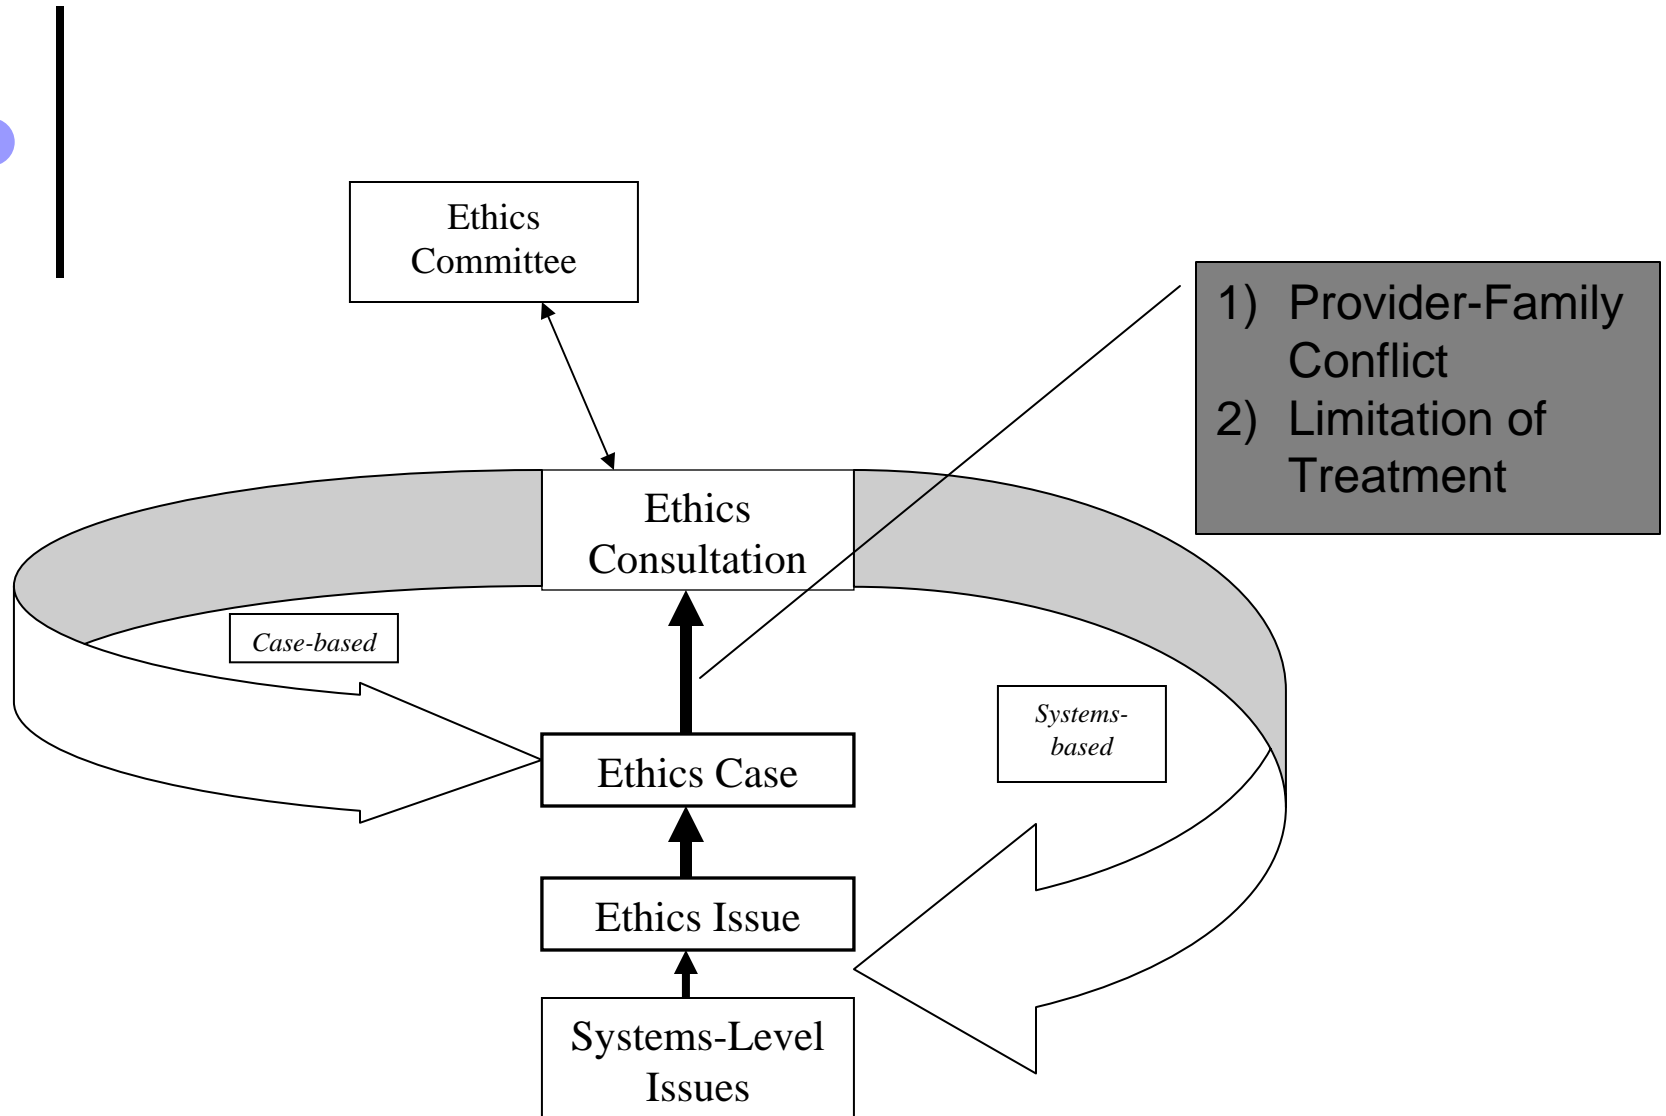 Ethics
Committee
1) Provider-Family
Conflict
2) Limitation of
Treatment
Ethics
Consultation
Case-based
Systems-
based
Ethics Case
Ethics Issue
Systems-Level
Issues